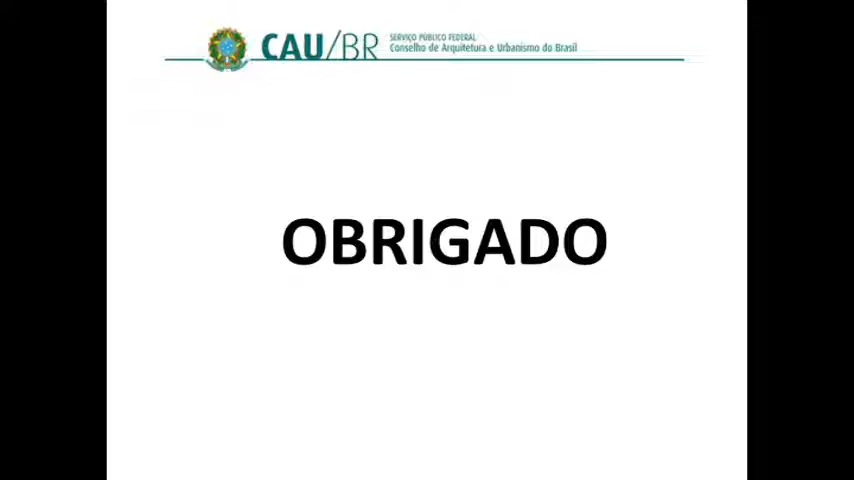 CAU/BR
SERVIÇO PÚBLICO FEDERAL
Conselho de Arquitetura e Urbanismo do Brasil
OBRIGADO